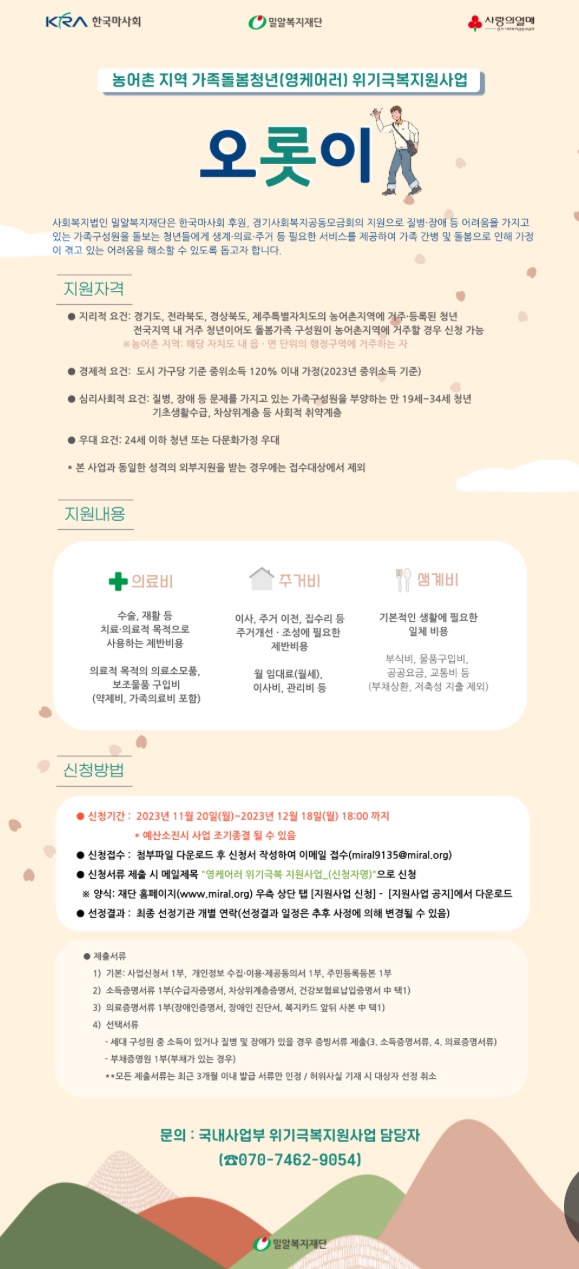 KRA 한국마사회
밀알복지재단
사랑의열매
농어촌 지역 가족돌봄청년(영케어러) 위기극복지원사업
오롯이
사회복지법인 밀알복지재단은 한국마사회 후원, 경기사회복지공동모금회의 지원으로 질병·장애 등 어려움을 가지고
있는 가족구성원을 돌보는 청년들에게 생계·의료·주거 등 필요한 서비스를 제공하여 가족 간병 및 돌봄으로 인해 가정
이 겪고 있는 어려움을 해소할 수 있도록 돕고자 합니다.
지원자격
● 지리적 요건: 경기도, 전라북도, 경상북도, 제주특별자치도의 농어촌지역에 거주·등록된 청년
전국지역 내 거주 청년이어도 돌봄가족 구성원이 농어촌지역에 거주할 경우 신청 가능
※농어촌 지역: 해당 자치도 내 읍·면 단위의 행정구역에 거주하는 자
● 경제적 요건: 도시 가구당 기준 중위소득 120% 이내 가정(2023년 중위소득 기준)
● 심리사회적 요건: 질병, 장애 등 문제를 가지고 있는 가족구성원을 부양하는 만 19세-34세 청년
기초생활수급, 차상위계층 등 사회적 취약계층
● 우대 요건: 24세 이하 청년 또는 다문화가정 우대
* 본 사업과 동일한 성격의 외부지원을 받는 경우에는 접수대상에서 제외
지원내용
의료비
수술, 재활 등
치료·의료적 목적으로
사용하는 제반비용
의료적 목적의 의료소모품,
보조물품 구입비
(약제비, 가족의료비 포함)
주거비
이사, 주거 이전, 집수리 등
주거개선·조성에 필요한
제반비용
월 임대료(월세),
이사비, 관리비 등
생계비
기본적인 생활에 필요한
일체 비용
부식비, 물품구입비,
공공요금, 교통비 등
(부채상환, 저축성 지출 제외)
신청방법
● 신청기간 : 2023년 11월 20일(월)~2023년 12월 18일(월) 18:00 까지
* 예산소진시 사업 조기종결 될 수 있음
● 신청접수 : 첨부파일 다운로드 후 신청서 작성하여 이메일 접수(miral9135@miral.org)
● 신청서류 제출 시 메일제목 "영케어러 위기극복 지원사업_(신청자명)"으로 신청
※ 양식: 재단 홈페이지(www.miral.org) 우측 상단 탭 [지원사업 신청] - [지원사업 공지]에서 다운로드
● 선정결과 : 최종 선정기관 개별 연락(선정결과 일정은 추후 사정에 의해 변경될 수 있음)
● 제출서류
1) 기본: 사업신청서 1부, 개인정보 수집·이용·제공동의서 1부, 주민등록등본 1부
2) 소득증명서류 1부(수급자증명서, 차상위계층증명서, 건강보험료납입증명서 中 택1)
3) 의료증명서류 1부(장애인증명서, 장애인 진단서, 복지카드 앞뒤 사본 中 택1)
4) 선택서류
- 세대 구성원 중 소득이 있거나 질병 및 장애가 있을 경우 증빙서류 제출(3. 소득증명서류, 4. 의료증명서류)
- 부채증명원 1부(부채가 있는 경우)
**모든 제출서류는 최근 3개월 이내 발급 서류만 인정 / 허위사실 기재 시 대상자 선정 취소
문의 : 국내사업부 위기극복지원사업 담당자
(☎070-7462-9054)
밀알복지재단